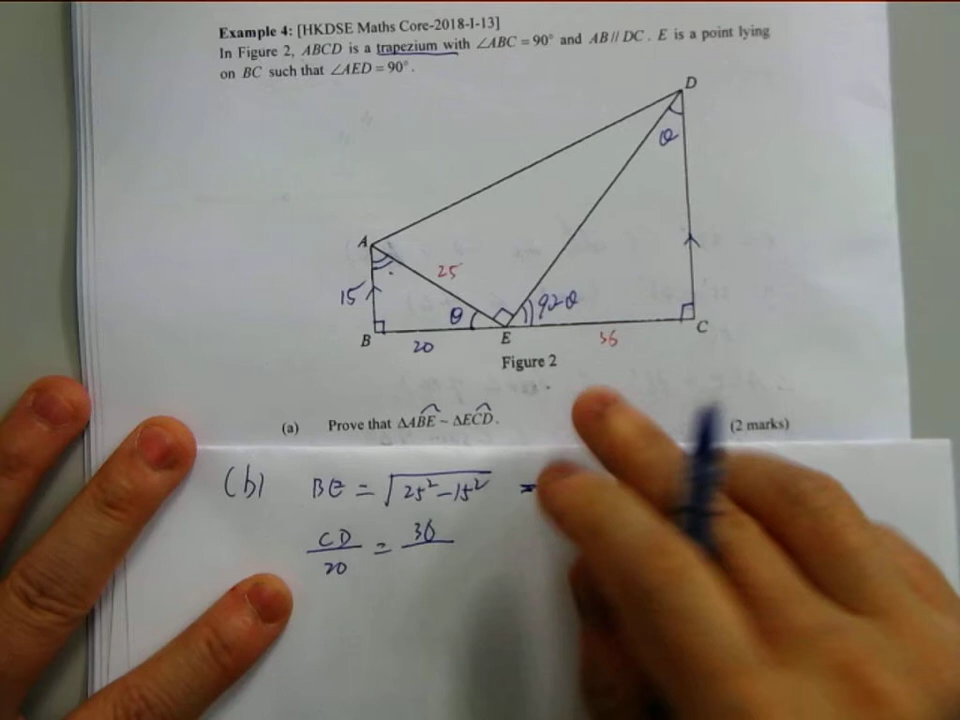 Example 4: [HKDSE Maths Core-2018-I-13]
In Figure 2, ABCD is a trapezium with ∠ABC = 90° and AB // DC. E is a point lying
on BC such that ∠AED = 90°.
D
θ
A
25
15
θ
90-θ
B
20
E
36
C
Figure 2
(a) Prove that ΔABE ~ ΔECD. (2 marks)
(b) BE = √25²-15² =
CD/20 = 36